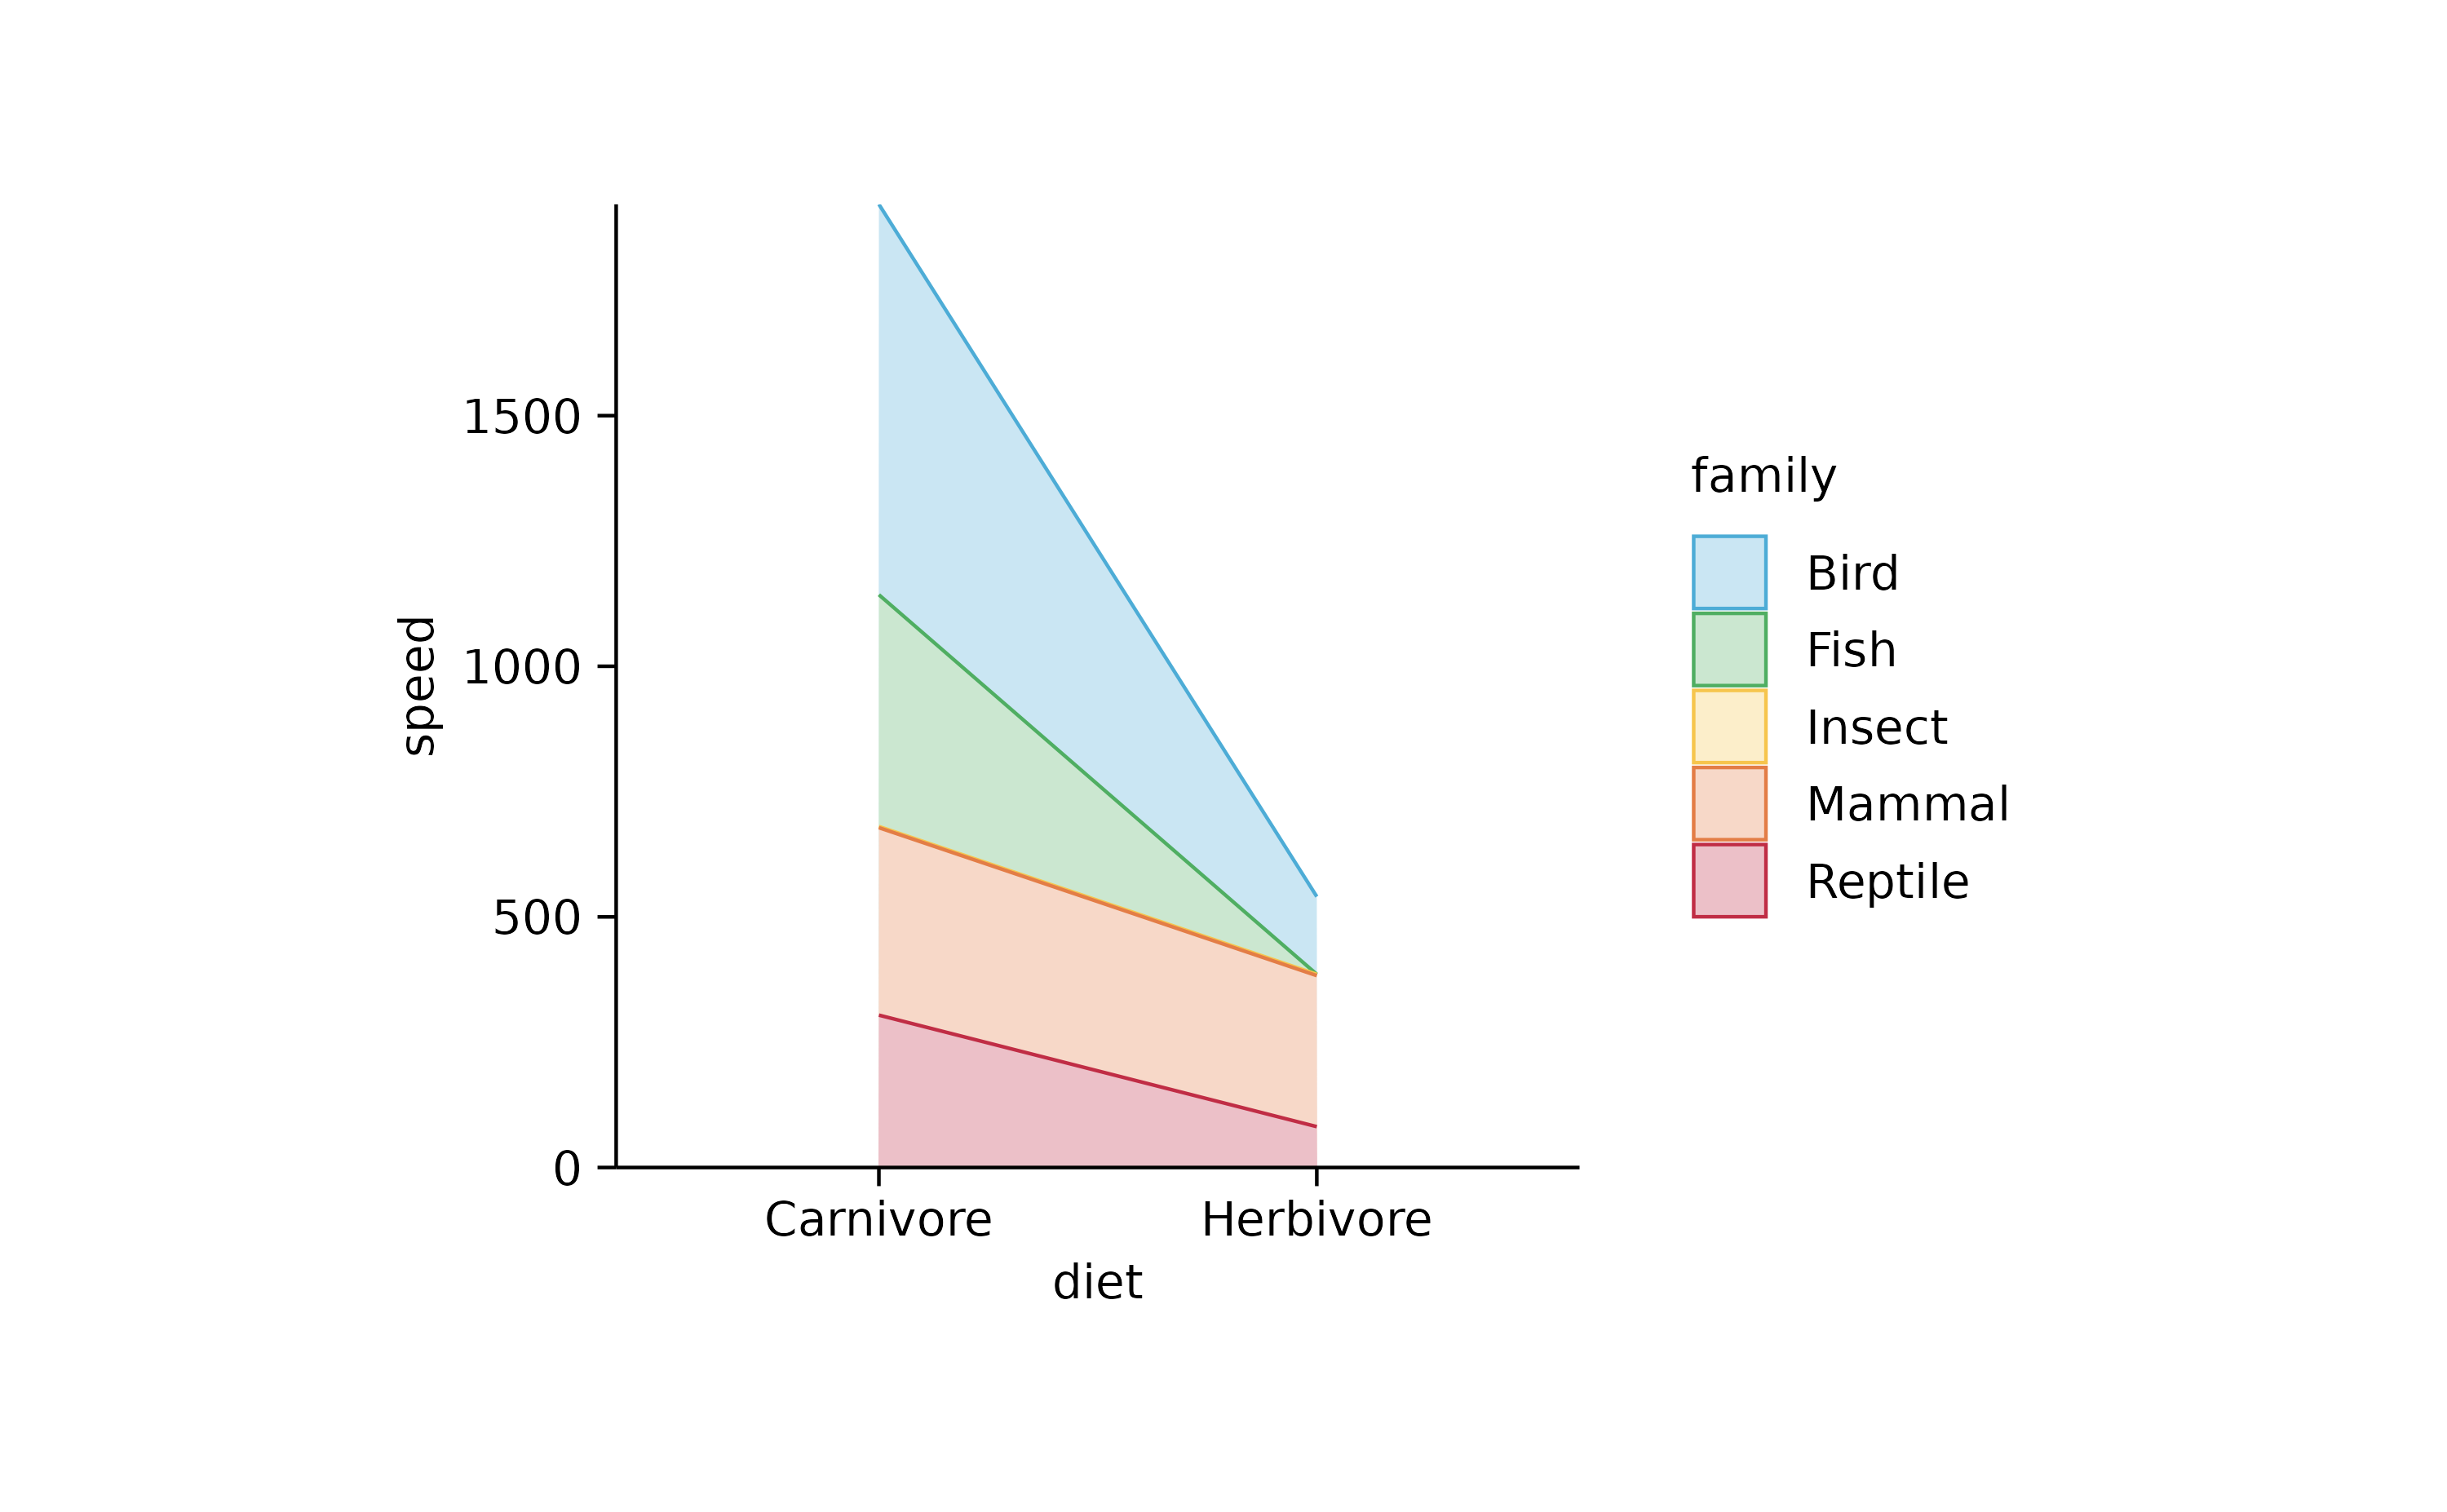 speed
1500
1000
500
0
Carnivore
Herbivore
diet
family
Bird
Fish
Insect
Mammal
Reptile